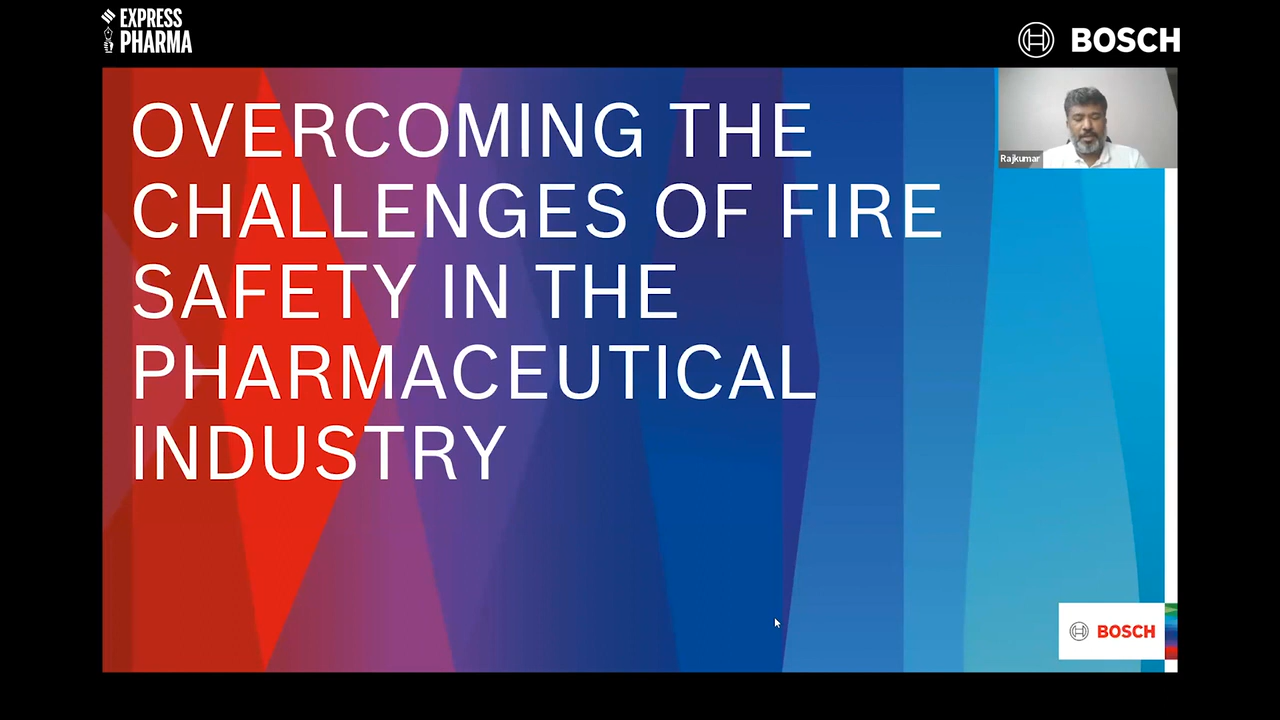 EXPRESS
PHARMA
BOSCH
OVERCOMING THE
CHALLENGES OF FIRE
SAFETY IN THE
PHARMACEUTICAL
INDUSTRY
Rajkumar
BOSCH